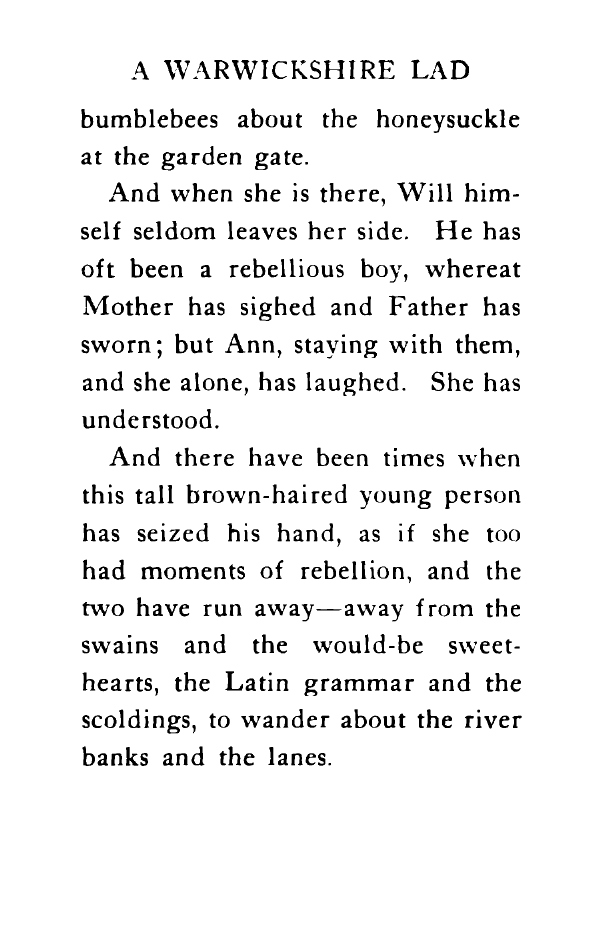 A WARWICKSHIRE LAD
bumblebees about the honeysuckle
at the garden gate.
And when she is there, Will him-
self seldom leaves her side. He has
oft been a rebellious boy, whereat
Mother has sighed and Father has
sworn; but Ann, staying with them,
and she alone, has laughed. She has
understood.
And there have been times when
this tall brown-haired young person
has seized his hand, as if she too
had moments of rebellion, and the
two have run away—away from the
swains and the would-be sweet-
hearts, the Latin grammar and the
scoldings, to wander about the river
banks and the lanes.